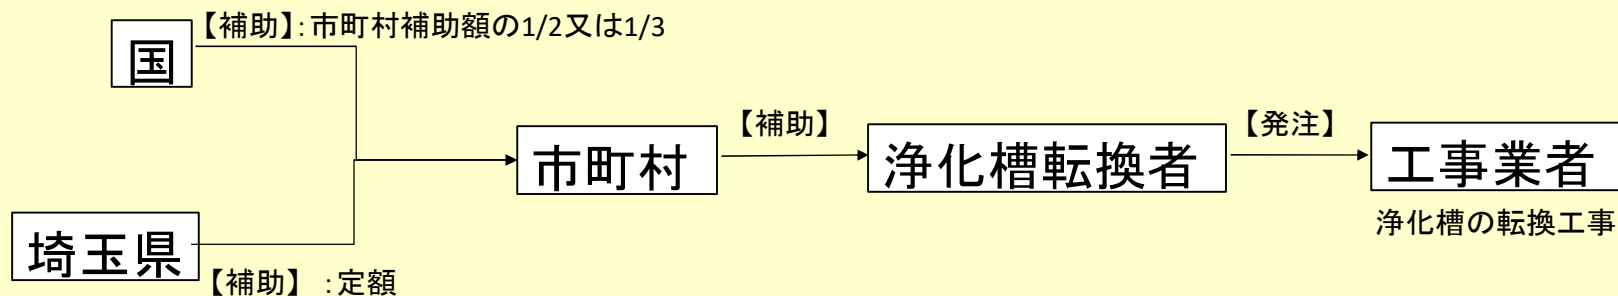 【補助】：市町村補助額の1/2又は1/3
国
【補助】
【発注】
市町村
浄化槽転換者
工事業者
浄化槽の転換工事
埼玉県
【補助】 ：定額